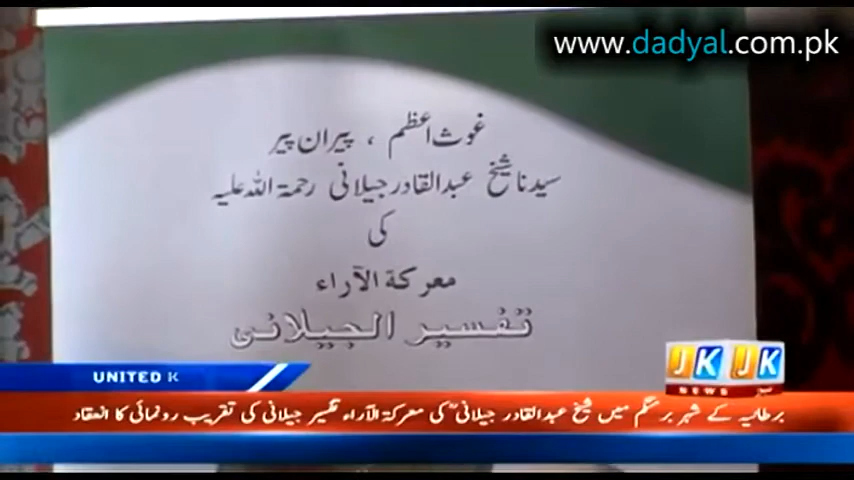 www.dadyal.com.pk
غوث اعظم ، پیران پیر
سیدنا شیخ عبدالقادر جیلانی رحمۃ اللہ علیہ
کی
معرکۃ الآراء
تفسیر الجیلانی
JK JK
NEWS نیوز
UNITED K
برطانیہ کے شہر برمنگم میں شیخ عبدالقادر جیلانیؒ کی معرکۃ الآراء تفسیر جیلانی کی تقریب رونمائی کا انعقاد